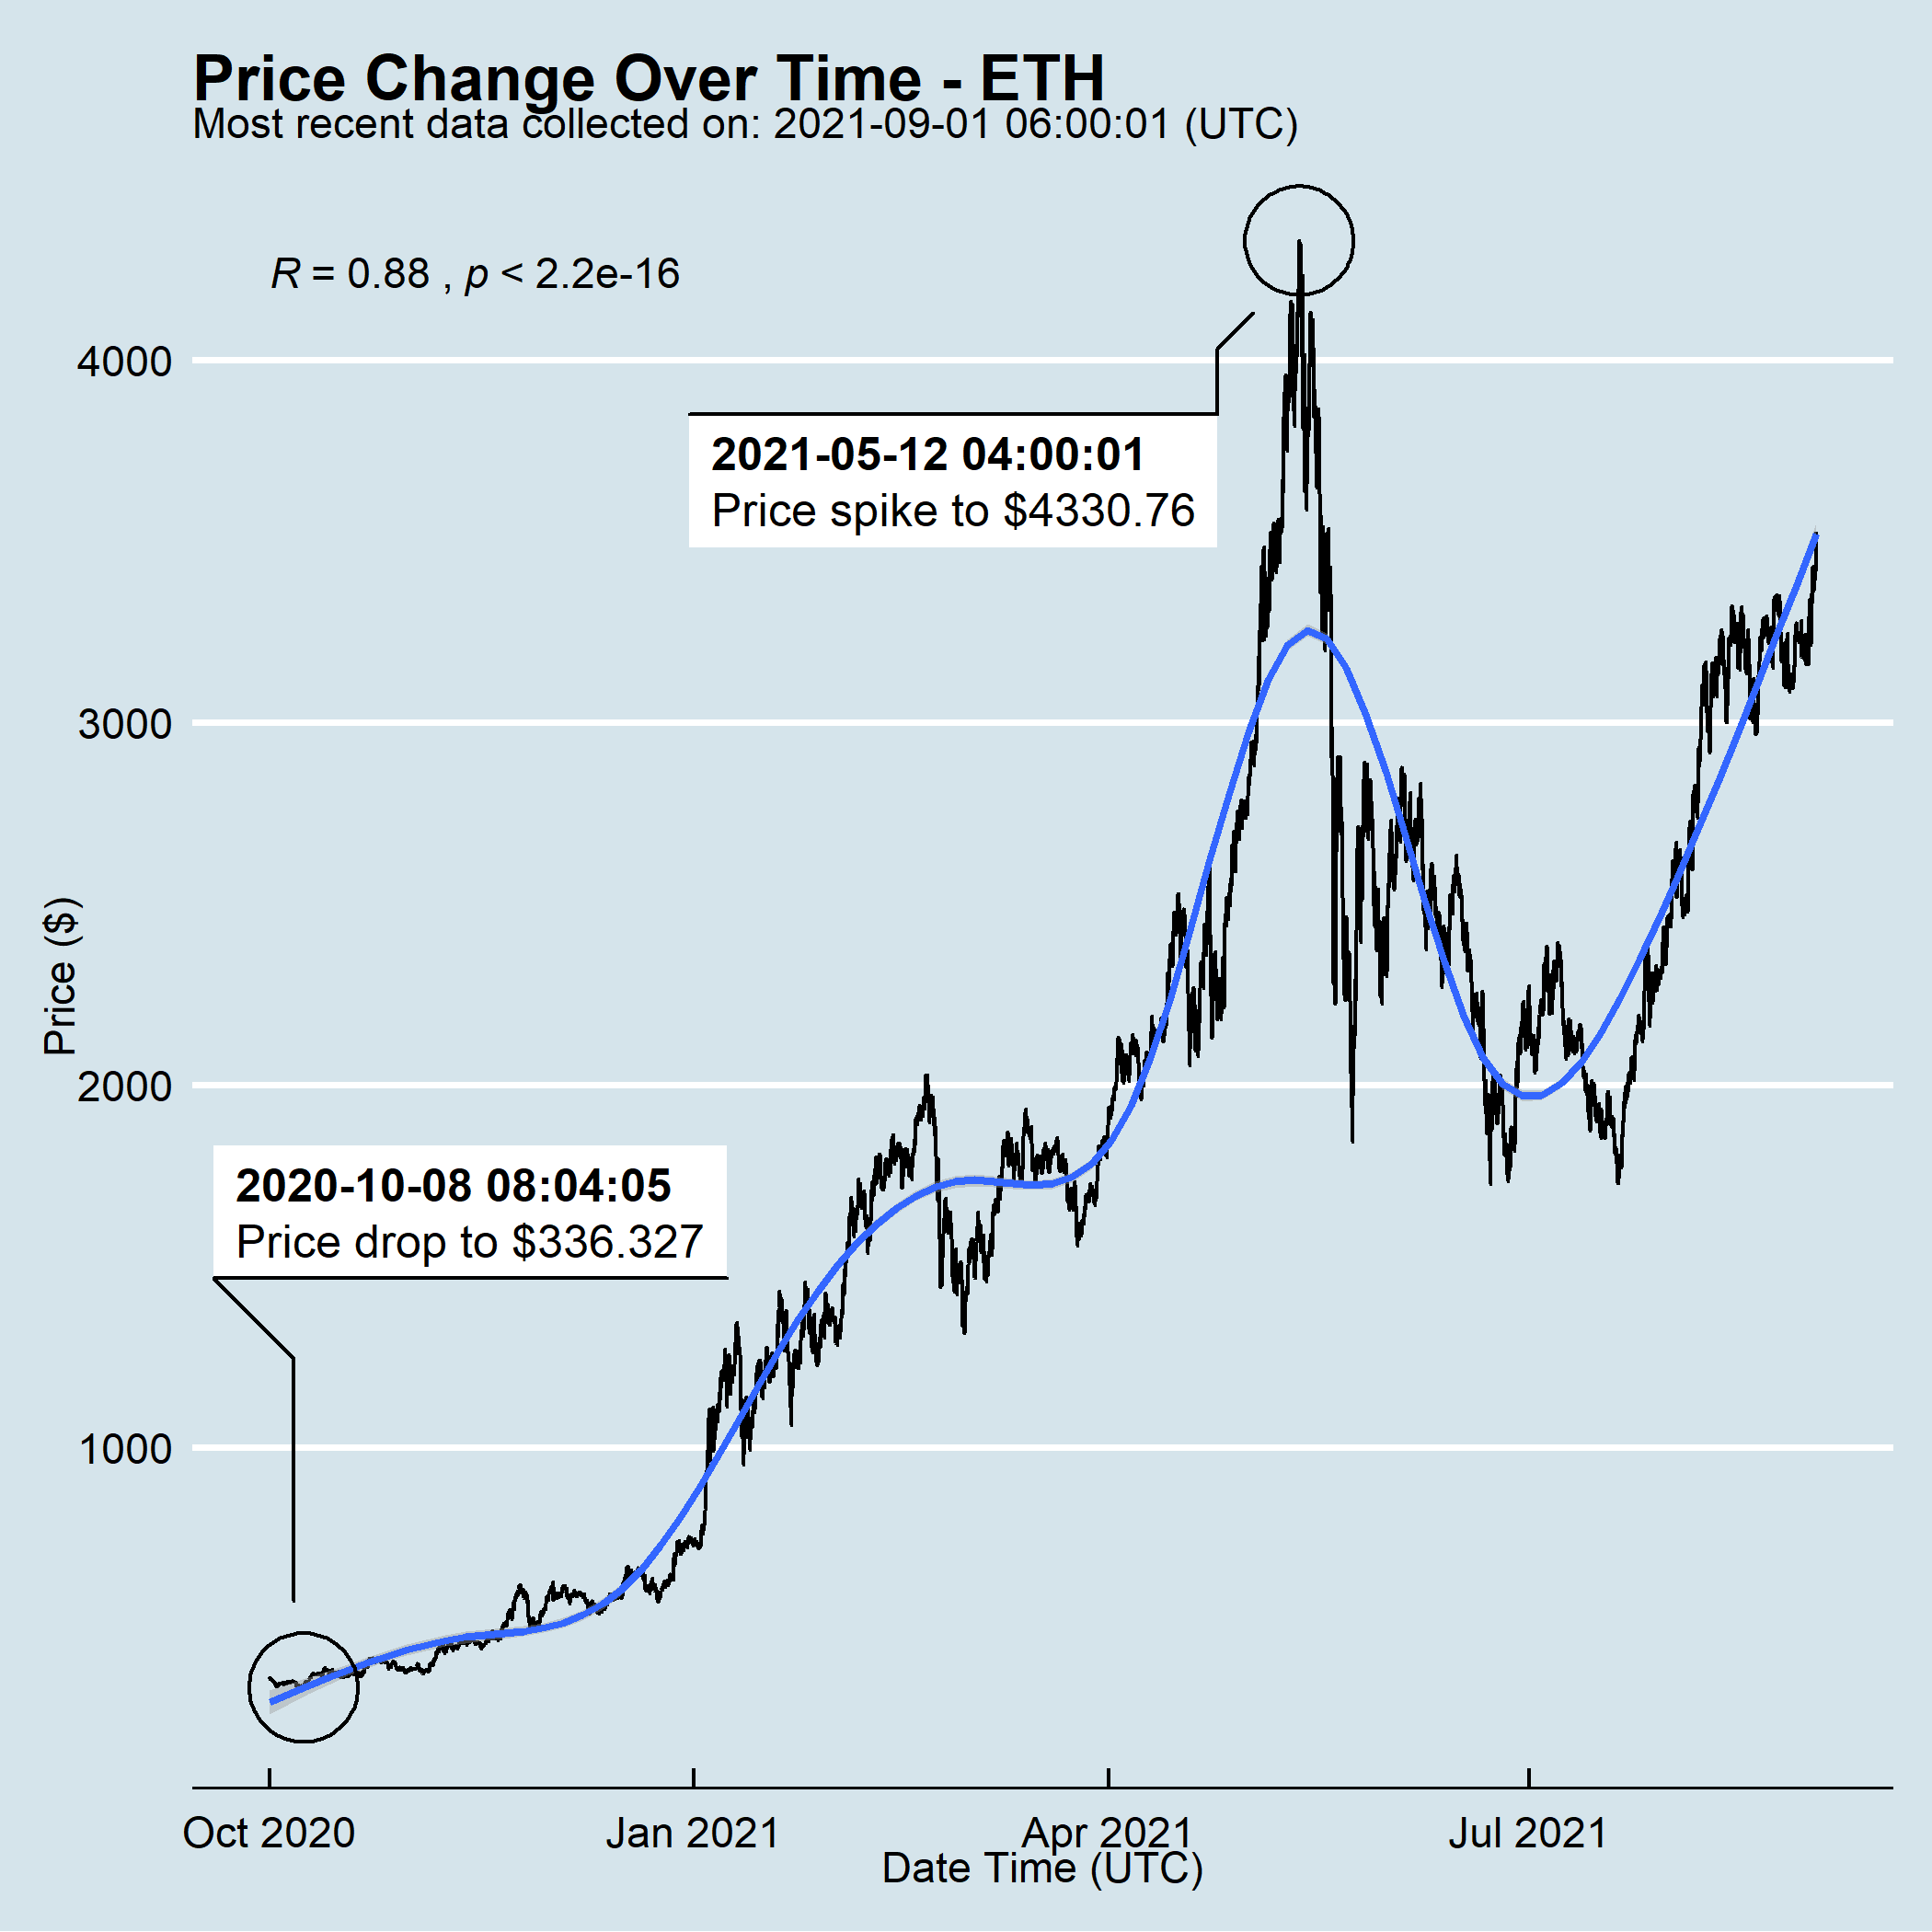 Price Change Over Time - ETH
Most recent data collected on: 2021-09-01 06:00:01 (UTC)
R = 0.88 , p < 2.2e-16
4000
2021-05-12 04:00:01
Price spike to $4330.76
3000
Price ($)
2000
2020-10-08 08:04:05
Price drop to $336.327
1000
Oct 2020
Jan 2021
Apr 2021
Jul 2021
Date Time (UTC)